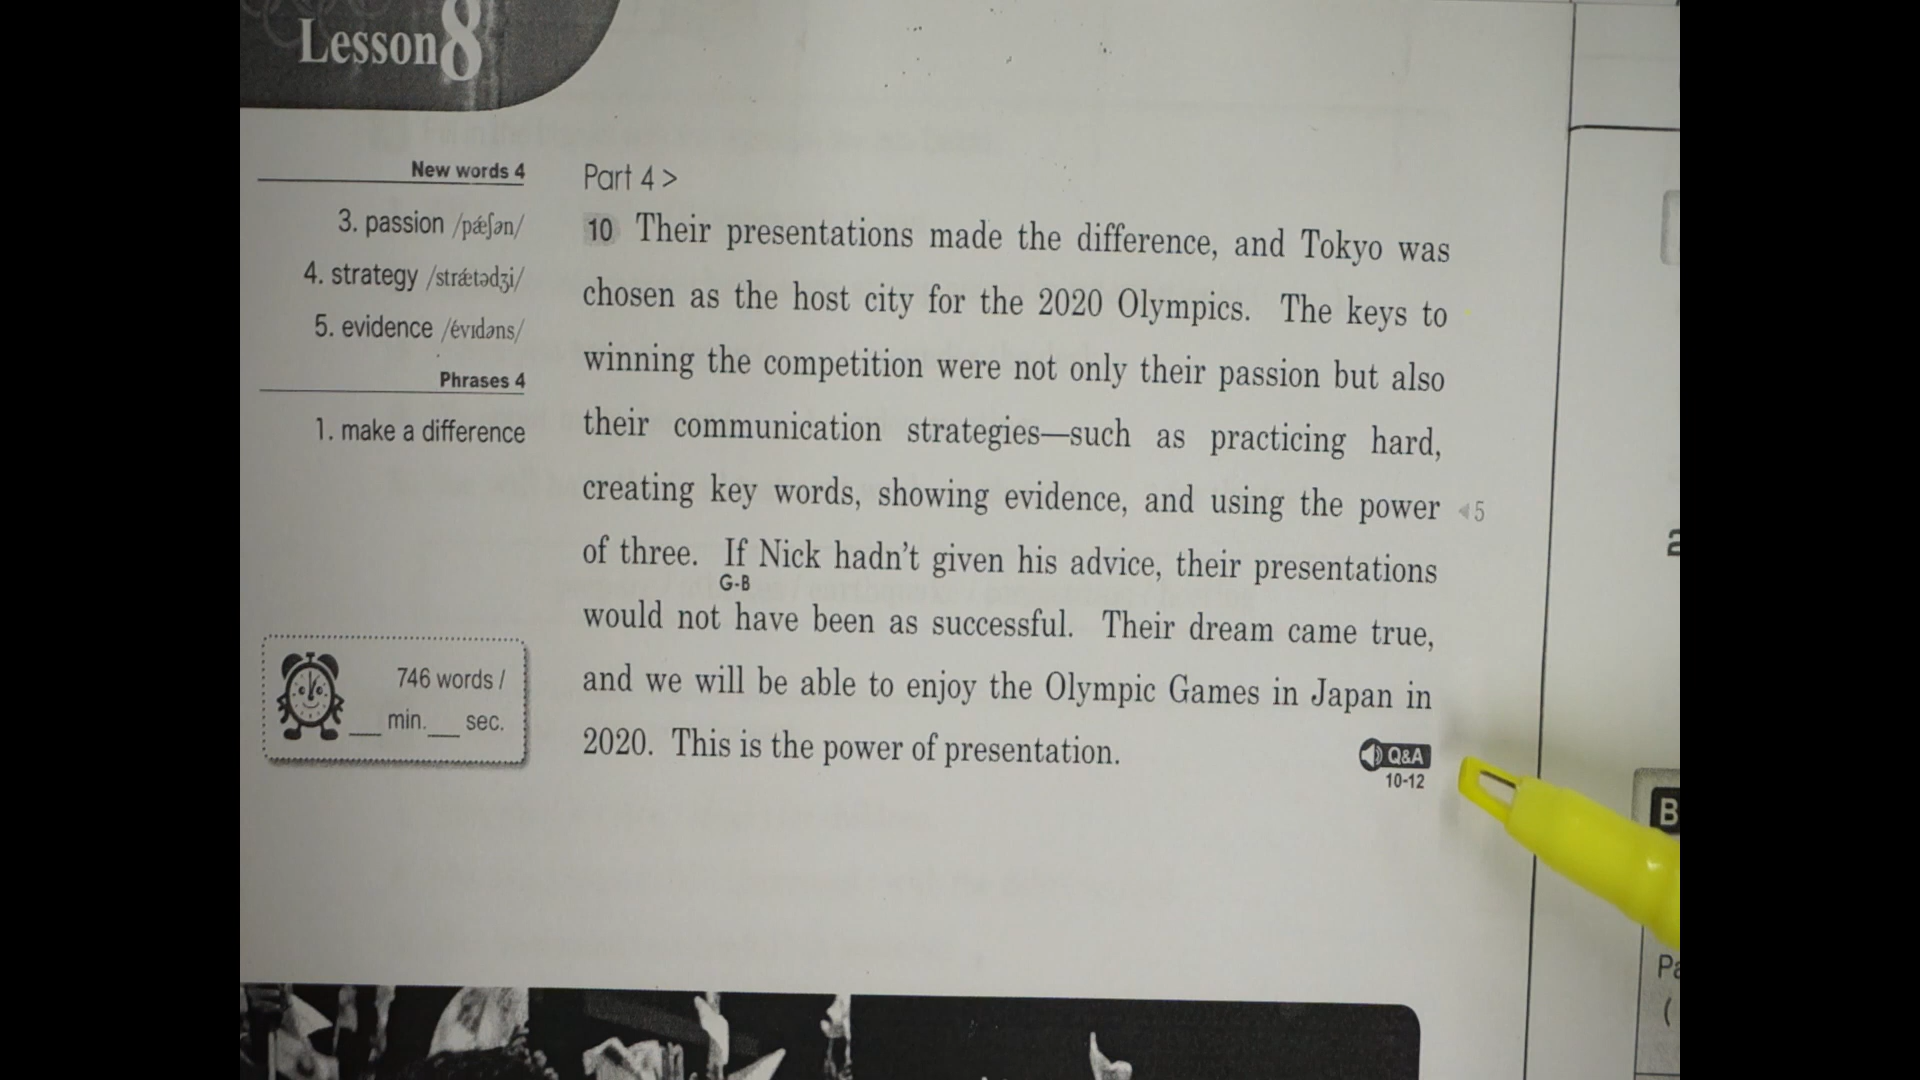 Lesson 8
New words 4
3. passion /pǽʃən/
4. strategy /strǽtədʒi/
5. evidence /évɪdəns/
Phrases 4
1. make a difference
746 words /
__ min. __ sec.
Part 4 >
10 Their presentations made the difference, and Tokyo was
chosen as the host city for the 2020 Olympics. The keys to
winning the competition were not only their passion but also
their communication strategies—such as practicing hard,
creating key words, showing evidence, and using the power
5
of three. If Nick hadn't given his advice, their presentations
G-B
would not have been as successful. Their dream came true,
and we will be able to enjoy the Olympic Games in Japan in
2020. This is the power of presentation.
Q&A
10-12
B